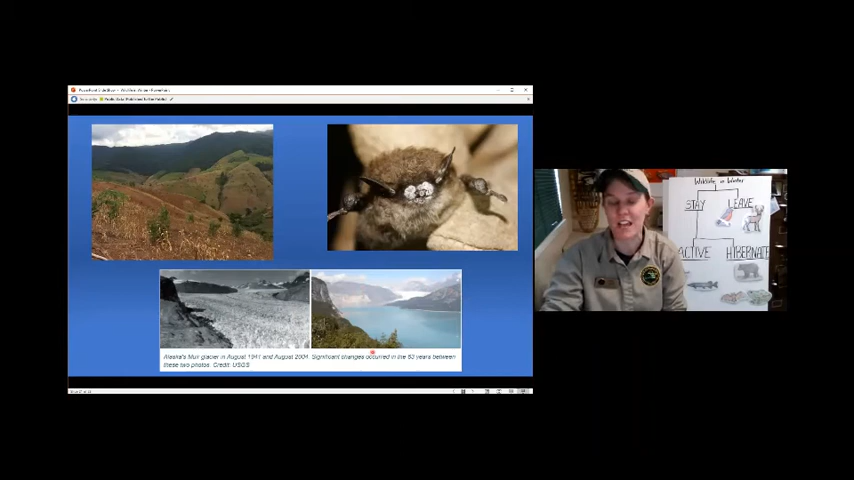 Alaska's Muir glacier in August 1941 and August 2004. Significant changes occurred in the 63 years between
these two photos. Credit: USGS
Wildlife in Winter
STAY
LEAVE
ACTIVE
HIBERNATE